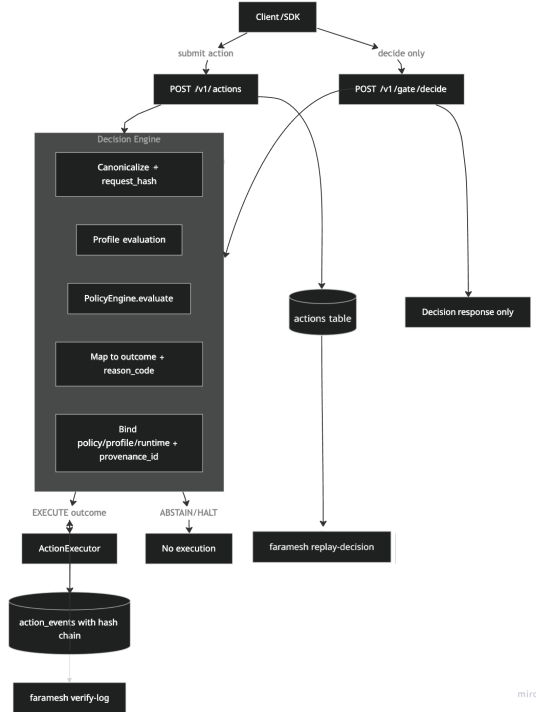 Client/SDK
submit action
decide only
POST /v1/actions
POST /v1/gate/decide
Decision Engine
Canonicalize +
request_hash
Profile evaluation
PolicyEngine.evaluate
Map to outcome +
reason_code
Bind
policy/profile/runtime +
provenance_id
actions table
Decision response only
EXECUTE outcome
ABSTAIN/HALT
ActionExecutor
No execution
faramesh replay-decision
action_events with hash
chain
faramesh verify-log